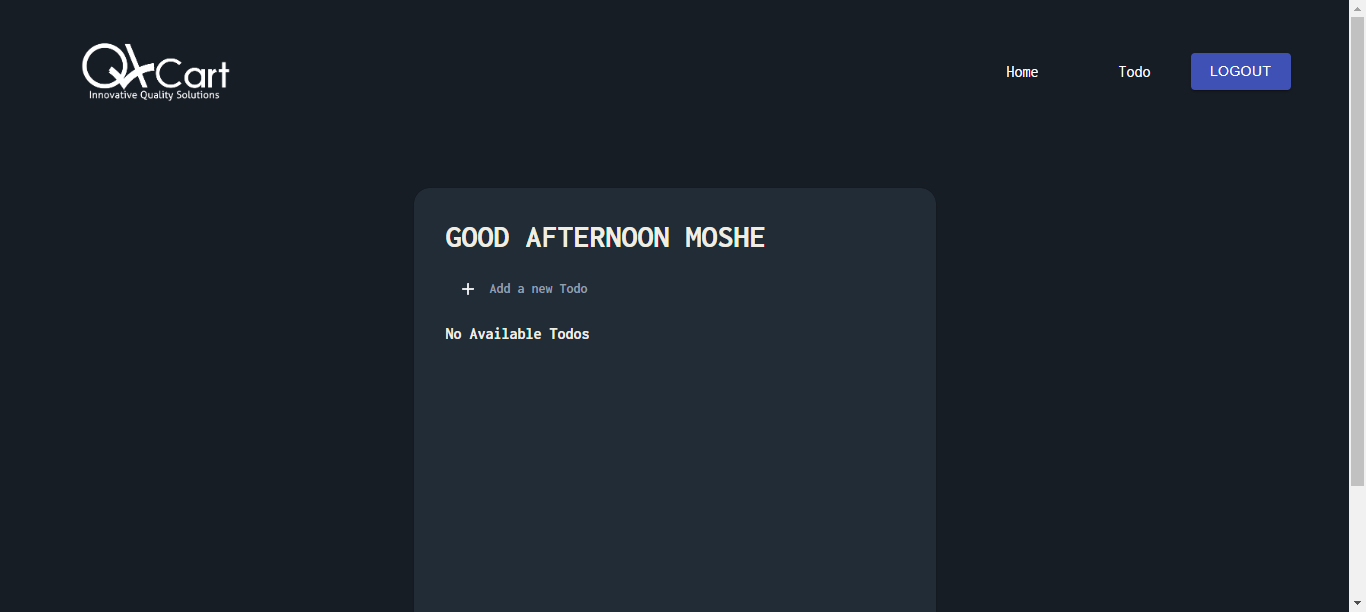 QACart
Innovative Quality Solutions
Home
Todo
LOGOUT
GOOD AFTERNOON MOSHE
Add a new Todo
No Available Todos